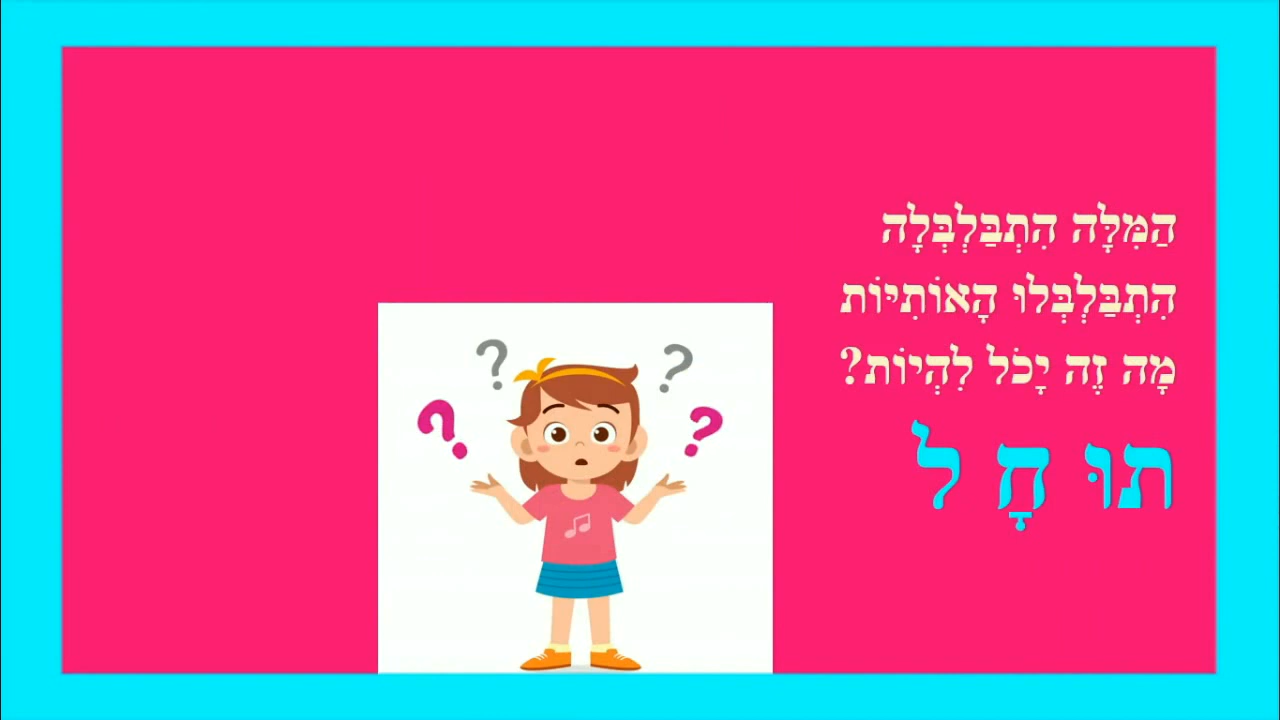 הַמִּלָּה הִתְבַּלְבְּלָה
הִתְבַּלְבְּלוּ הָאוֹתִיּוֹת
מָה זֶה יָכֹל לִהְיוֹת?
תוּ חָ ל